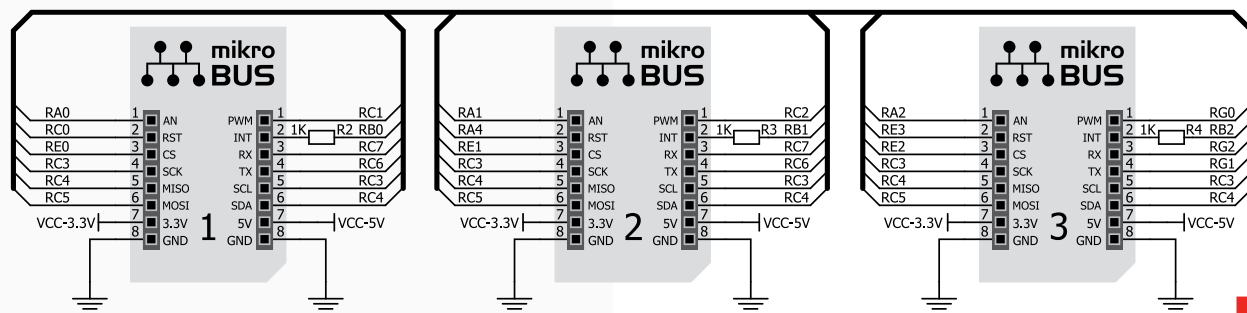 mikro BUS
RA0 1 AN PWM 1 RC1
RC0 2 RST INT 2 1K R2 RB0
RE0 3 CS RX 3 RC7
RC3 4 SCK TX 4 RC6
RC4 5 MISO SCL 5 RC3
RC5 6 MOSI SDA 6 RC4
VCC-3.3V 7 3.3V 5V 7 VCC-5V
8 GND 1 GND 8
mikro BUS
RA1 1 AN PWM 1 RC2
RA4 2 RST INT 2 1K R3 RB1
RE1 3 CS RX 3 RC7
RC3 4 SCK TX 4 RC6
RC4 5 MISO SCL 5 RC3
RC5 6 MOSI SDA 6 RC4
VCC-3.3V 7 3.3V 5V 7 VCC-5V
8 GND 2 GND 8
mikro BUS
RA2 1 AN PWM 1 RG0
RE3 2 RST INT 2 1K R4 RB2
RE2 3 CS RX 3 RG2
RC3 4 SCK TX 4 RG1
RC4 5 MISO SCL 5 RC3
RC5 6 MOSI SDA 6 RC4
VCC-3.3V 7 3.3V 5V 7 VCC-5V
8 GND 3 GND 8